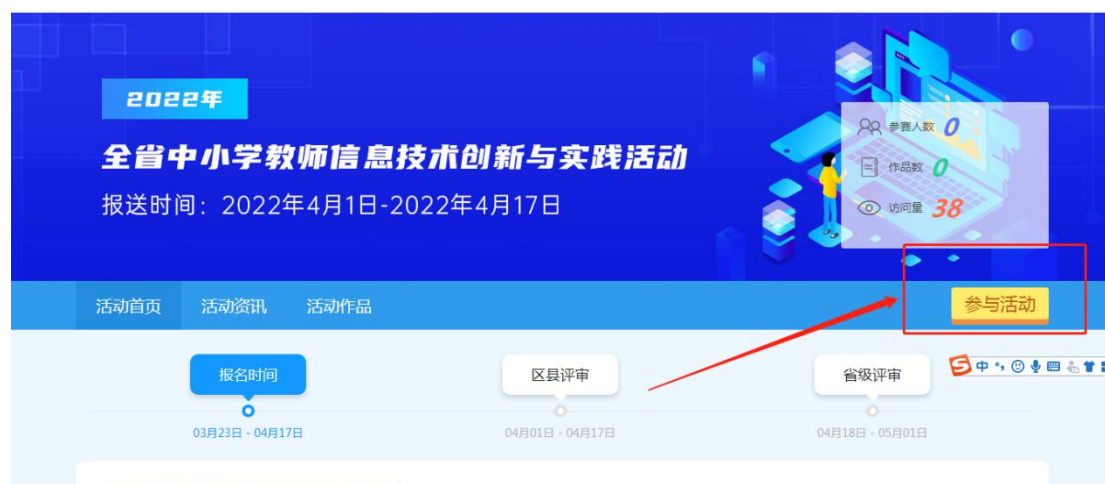 2022年
全省中小学教师信息技术创新与实践活动
报送时间：2022年4月1日-2022年4月17日
参赛人数 0
作品数 0
访问量 38
活动首页 活动资讯 活动作品 参与活动
报名时间 区县评审 省级评审
中
03月23日 - 04月17日 04月01日 - 04月17日 04月18日 - 05月01日